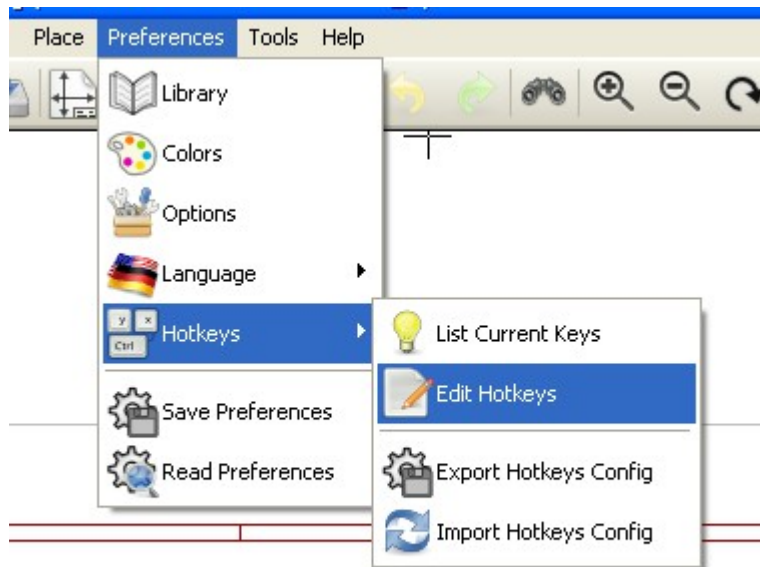 Place Preferences Tools Help
Library
Colors
Options
Language
y x
Ctrl
Hotkeys
List Current Keys
Edit Hotkeys
Save Preferences
Read Preferences
Export Hotkeys Config
Import Hotkeys Config